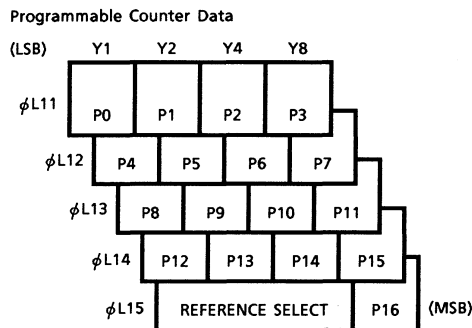 Programmable Counter Data
(LSB) Y1 Y2 Y4 Y8
ϕL11 P0 P1 P2 P3
ϕL12 P4 P5 P6 P7
ϕL13 P8 P9 P10 P11
ϕL14 P12 P13 P14 P15
ϕL15 REFERENCE SELECT P16 (MSB)